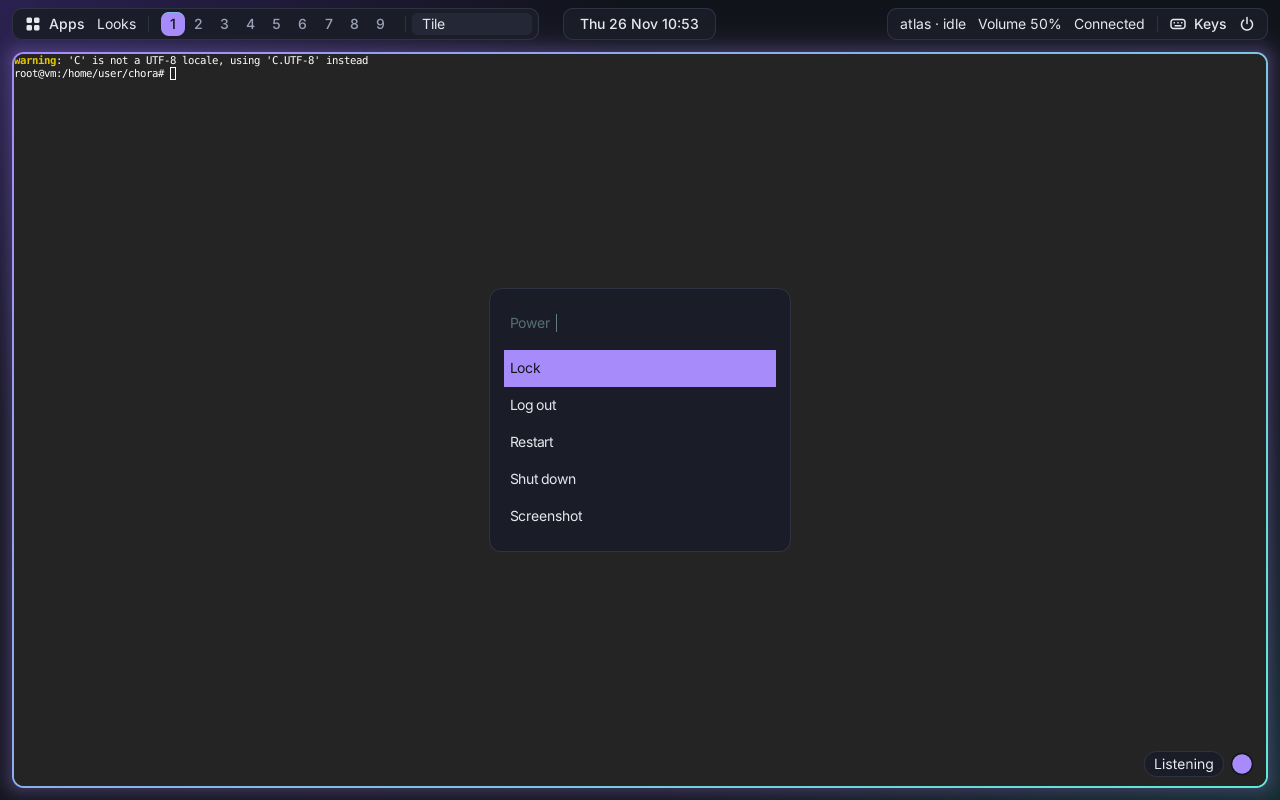 Apps Looks 1 2 3 4 5 6 7 8 9 Tile Thu 26 Nov 10:53 atlas · idle Volume 50% Connected Keys
warning: 'C' is not a UTF-8 locale, using 'C.UTF-8' instead
root@vm:/home/user/chora#
Power
Lock
Log out
Restart
Shut down
Screenshot
Listening